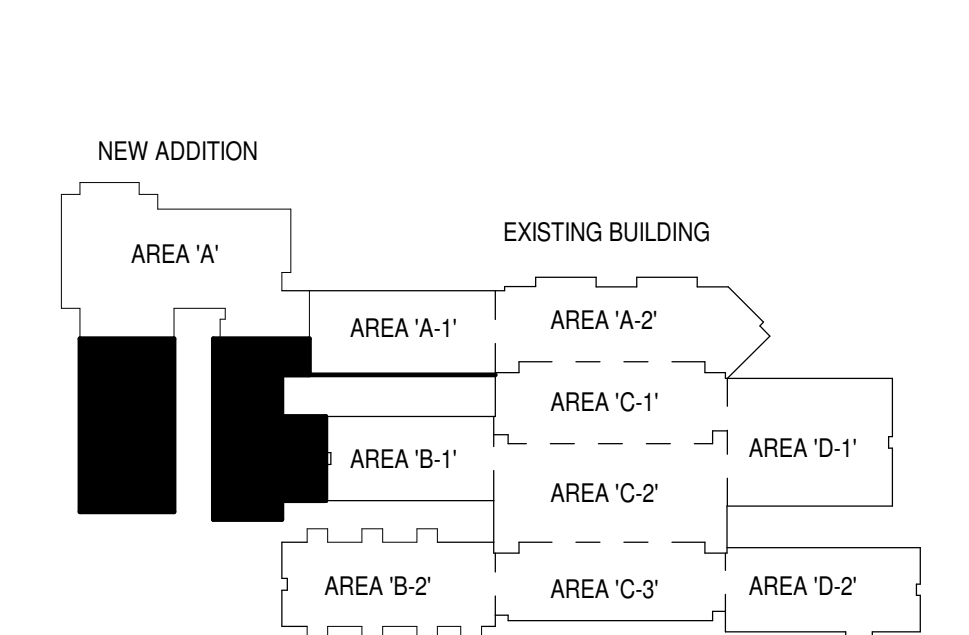 NEW ADDITION
EXISTING BUILDING
AREA 'A'
AREA 'A-1'
AREA 'A-2'
AREA 'C-1'
AREA 'B-1'
AREA 'D-1'
AREA 'C-2'
AREA 'B-2'
AREA 'C-3'
AREA 'D-2'